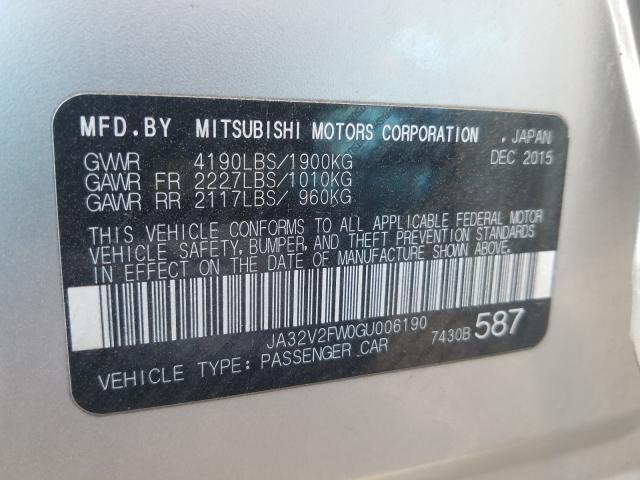 MFD.BY MITSUBISHI MOTORS CORPORATION , JAPAN
GVWR 4190LBS/1900KG DEC 2015
GAWR FR 2227LBS/1010KG
GAWR RR 2117LBS/ 960KG
THIS VEHICLE CONFORMS TO ALL APPLICABLE FEDERAL MOTOR
VEHICLE SAFETY, BUMPER, AND THEFT PREVENTION STANDARDS
IN EFFECT ON THE DATE OF MANUFACTURE SHOWN ABOVE.
JA32V2FW0GU006190 7430B 587
VEHICLE TYPE: PASSENGER CAR